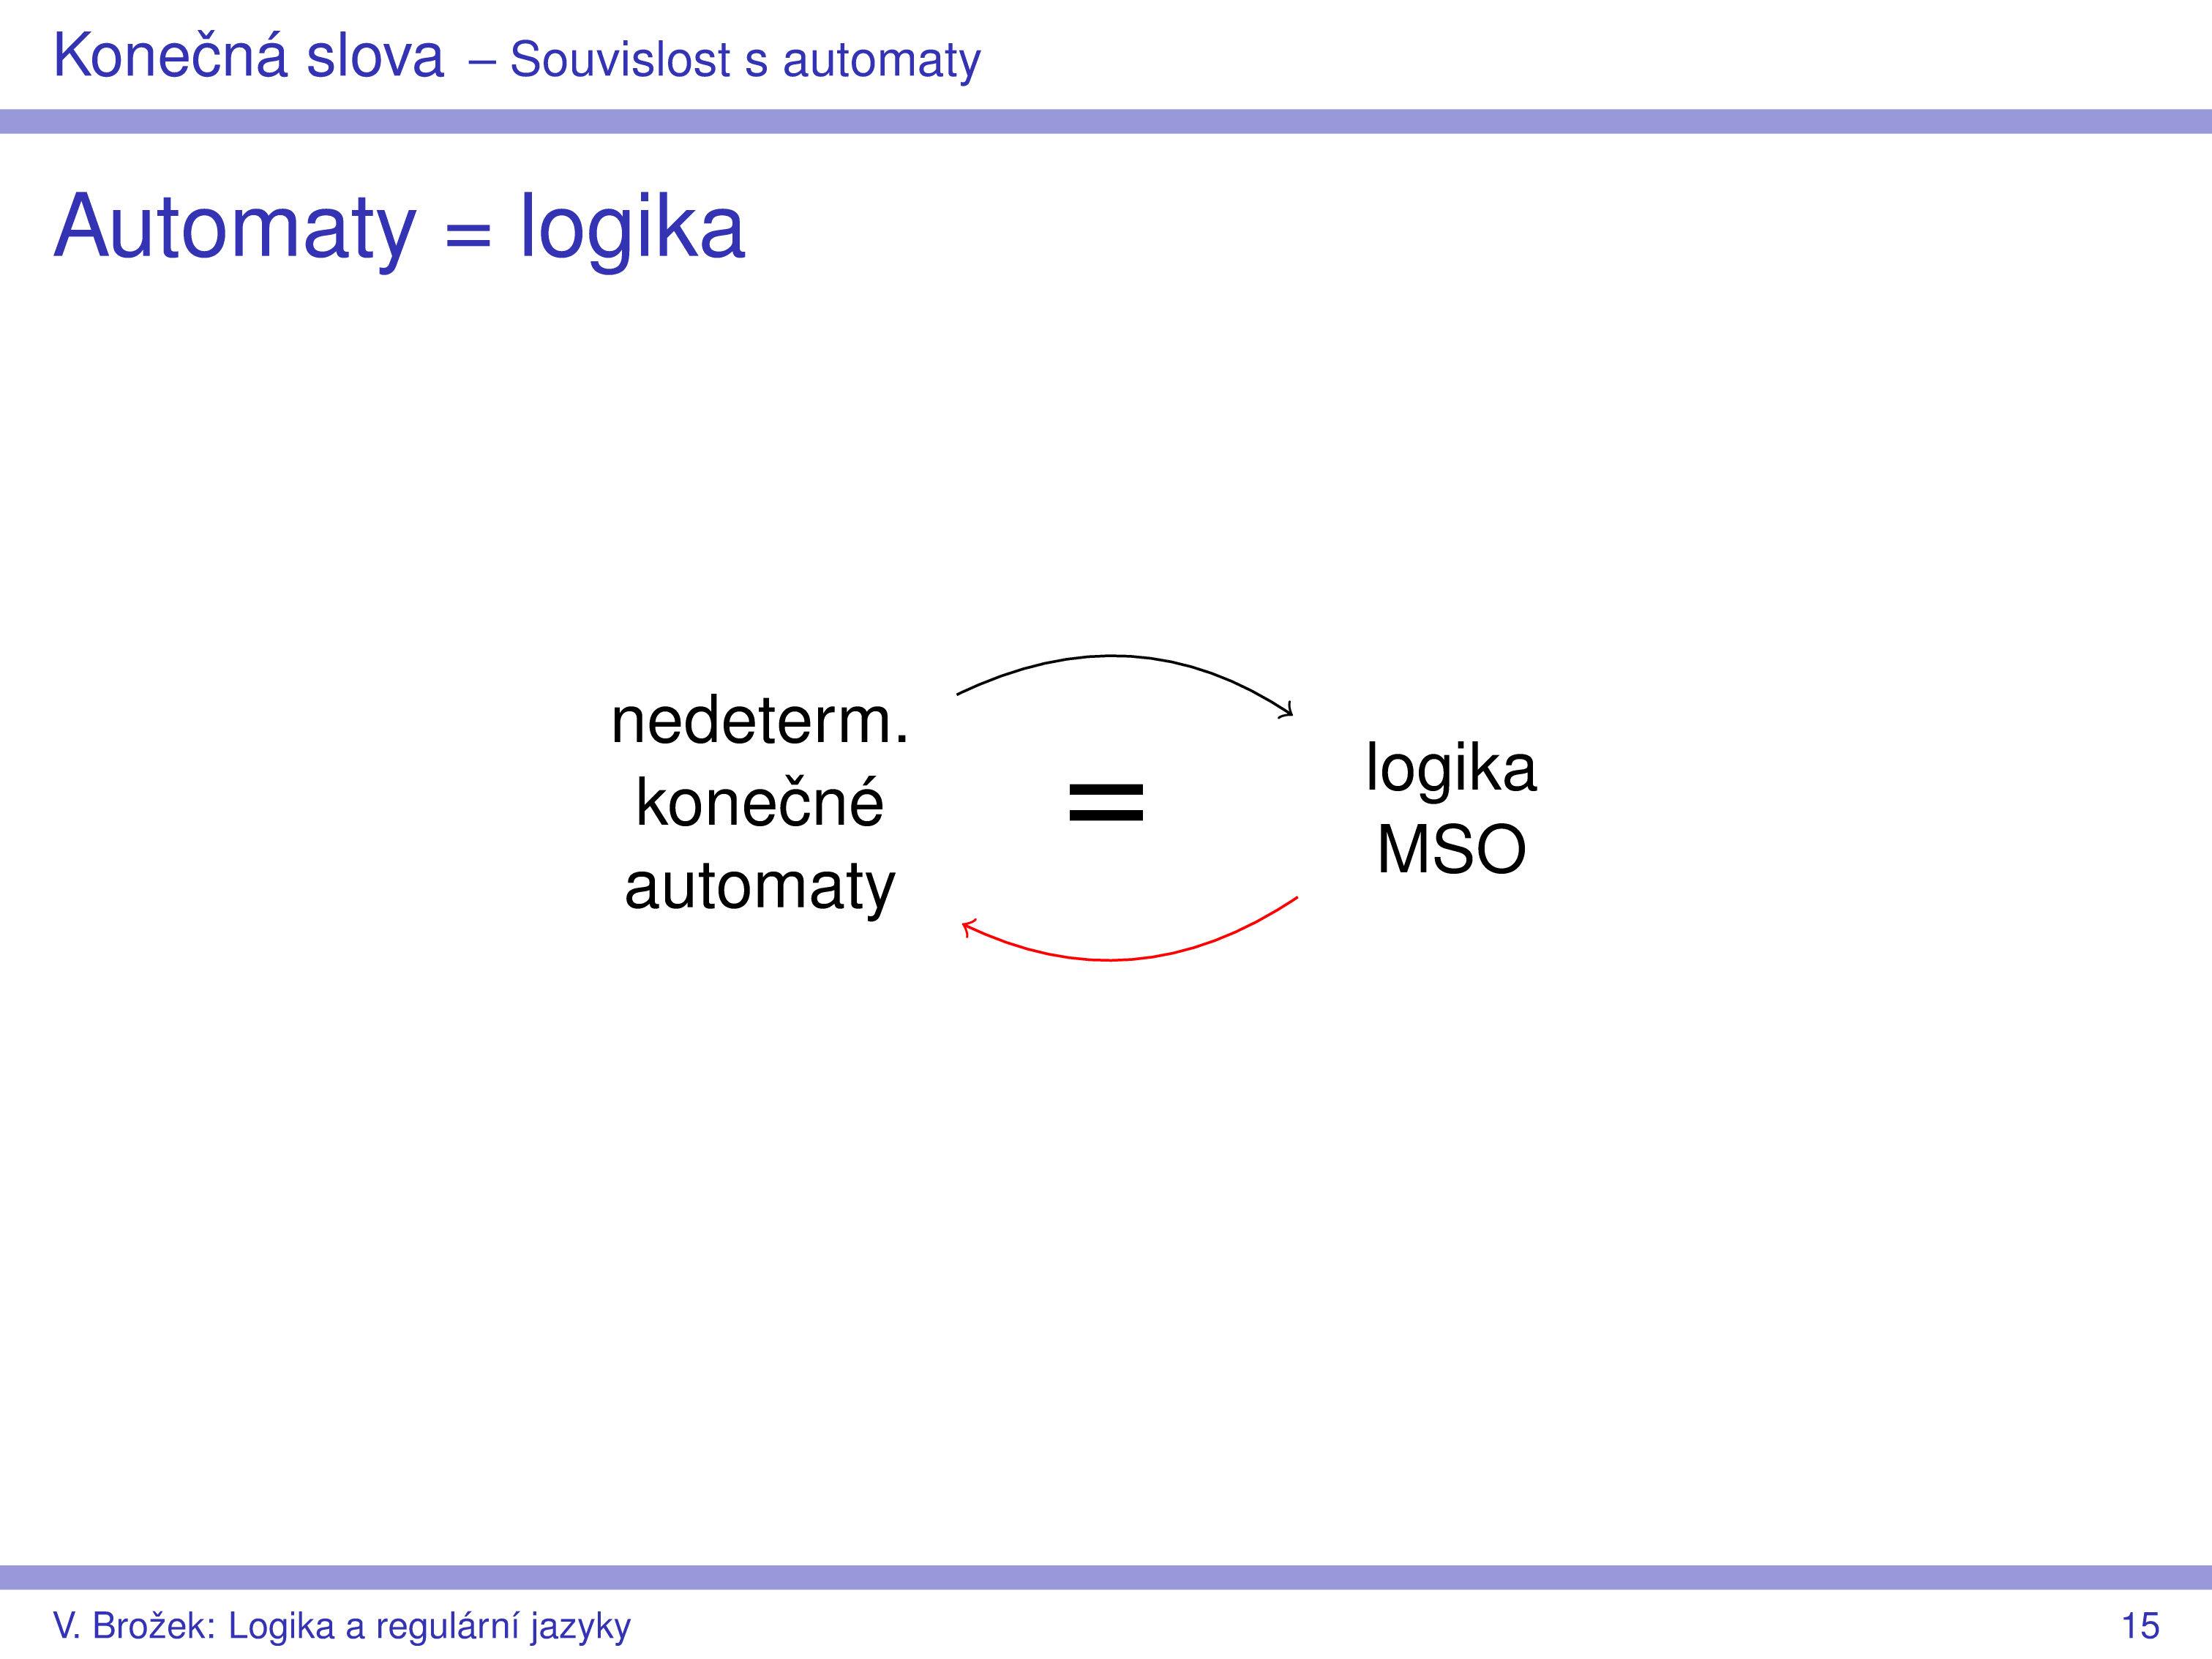 Konečná slova – Souvislost s automaty
Automaty = logika
nedeterm.
konečné
automaty
=
logika
MSO
V. Brožek: Logika a regulární jazyky
15